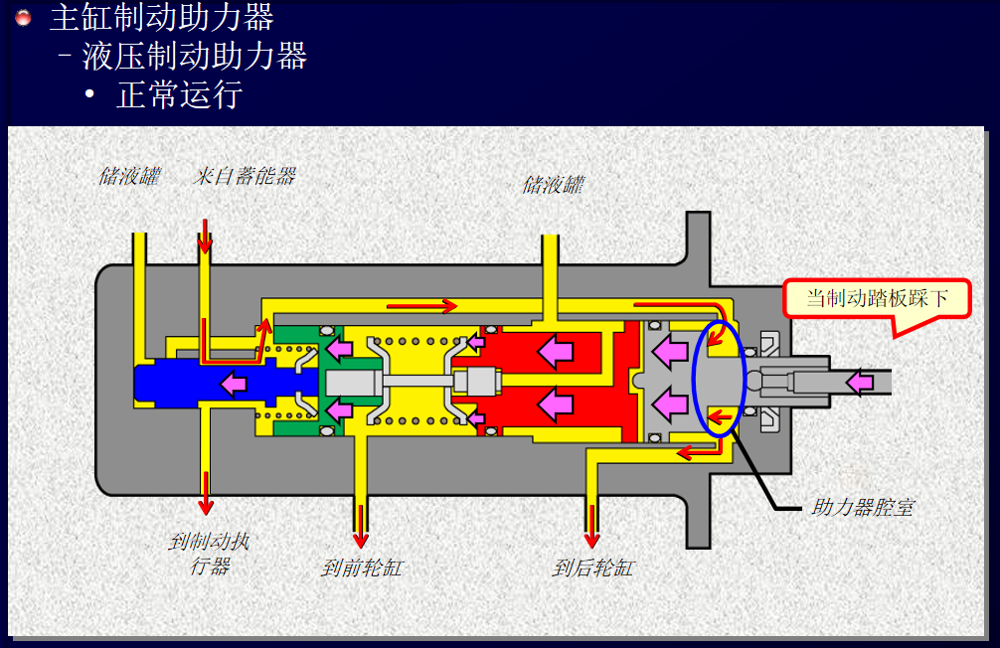 主缸制动助力器
– 液压制动助力器
• 正常运行
储液罐
来自蓄能器
储液罐
当制动踏板踩下
助力器腔室
到制动执
行器
到前轮缸
到后轮缸